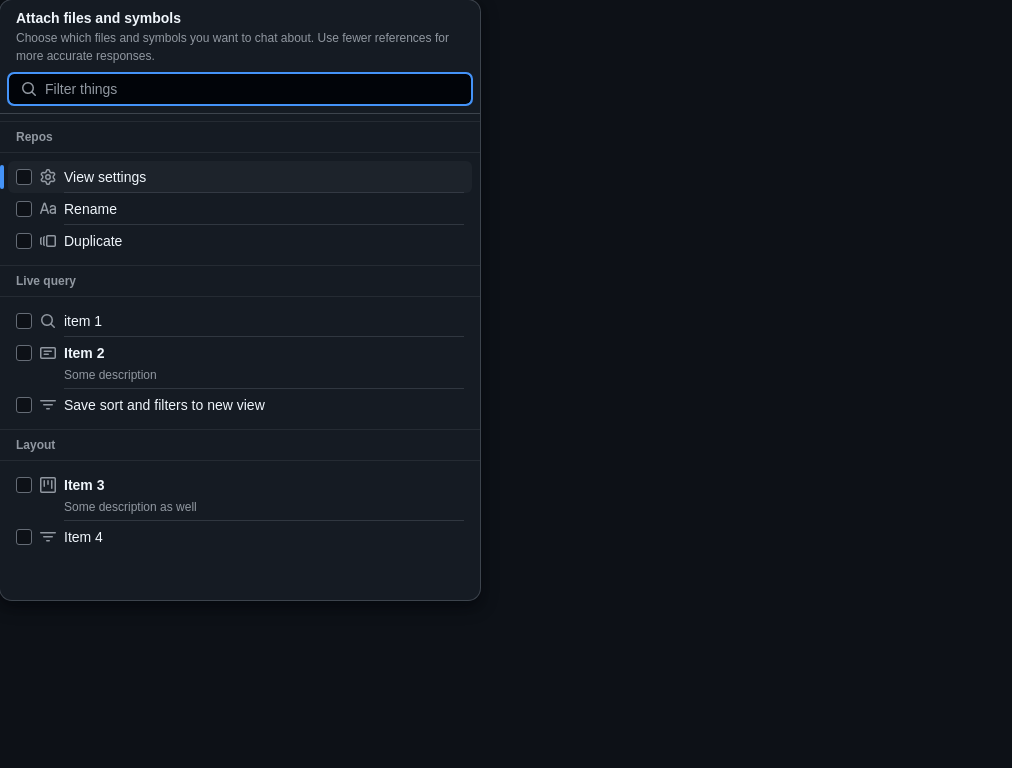 Attach files and symbols
Choose which files and symbols you want to chat about. Use fewer references for
more accurate responses.
Filter things
Repos
View settings
Rename
Duplicate
Live query
item 1
Item 2
Some description
Save sort and filters to new view
Layout
Item 3
Some description as well
Item 4